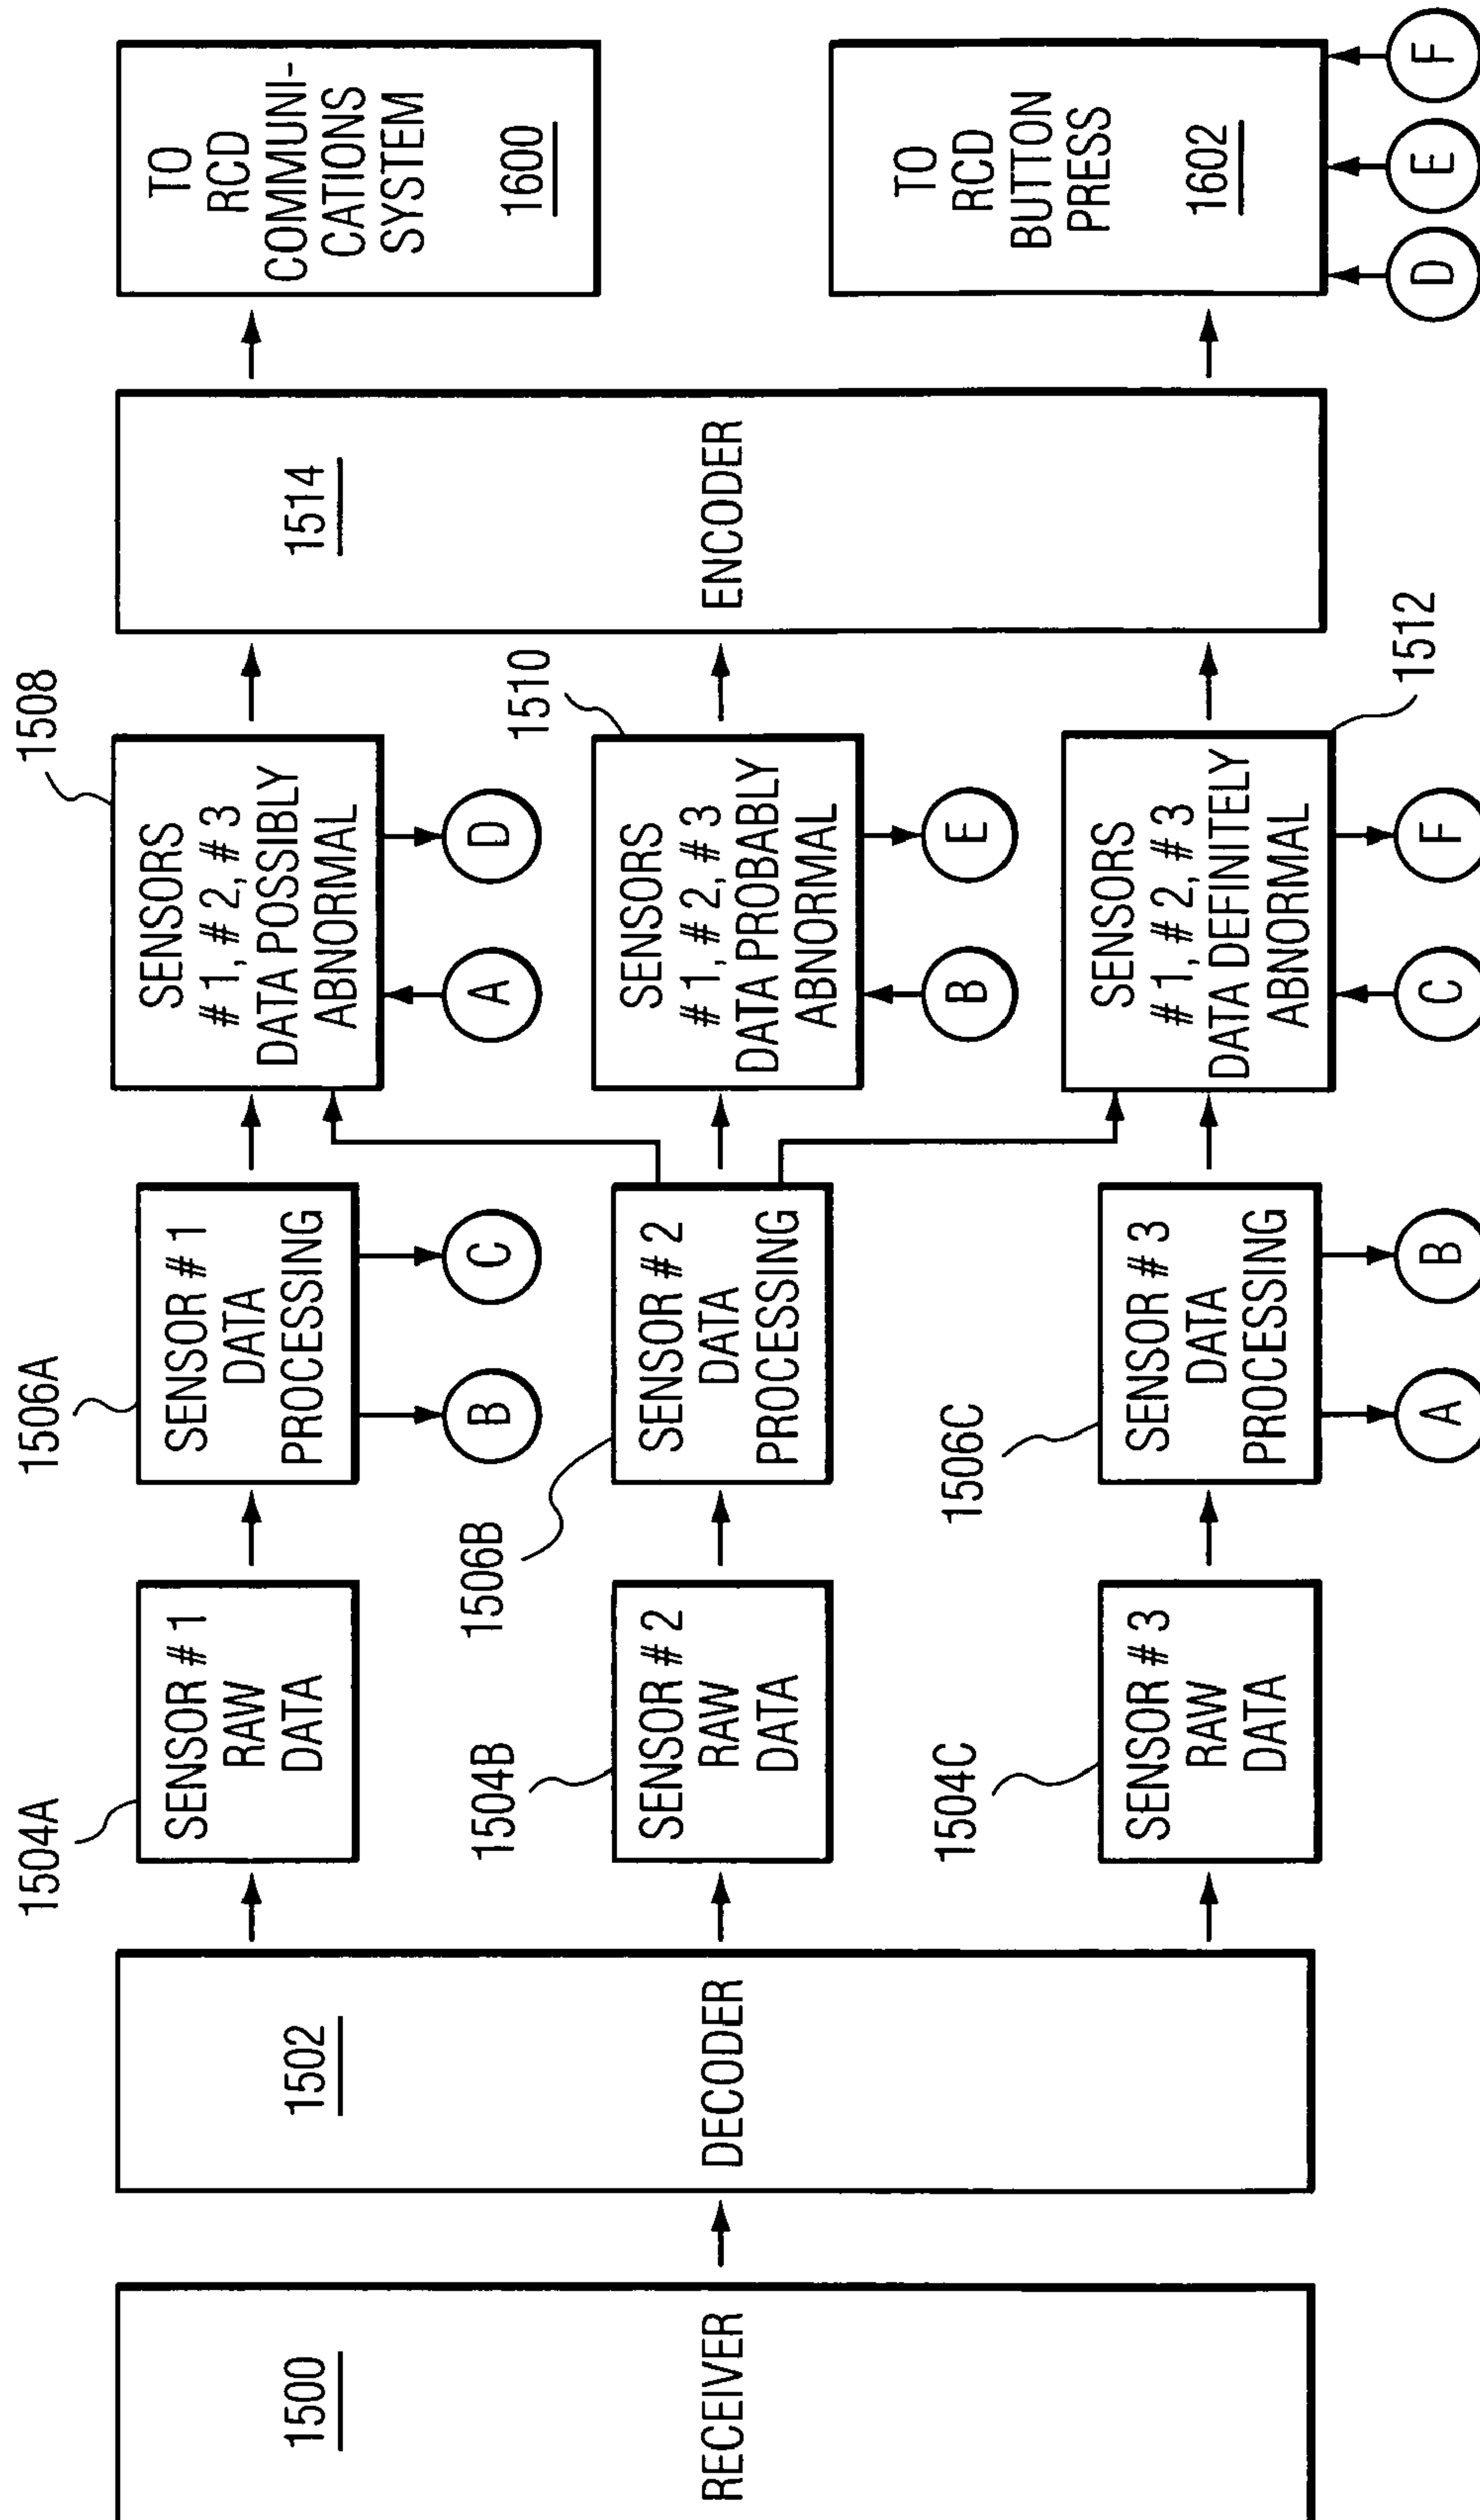 1500
RECEIVER
1502
DECODER
1504A
SENSOR # 1
RAW
DATA
1504B
SENSOR # 2
RAW
DATA
1504C
SENSOR # 3
RAW
DATA
1506A
SENSOR # 1
DATA
PROCESSING
B
C
1506B
SENSOR # 2
DATA
PROCESSING
1506C
SENSOR # 3
DATA
PROCESSING
A
B
1508
SENSORS
# 1, # 2, # 3
DATA POSSIBLY
ABNORMAL
A
D
1510
SENSORS
# 1, # 2, # 3
DATA PROBABLY
ABNORMAL
B
E
SENSORS
# 1, # 2, # 3
DATA DEFINITELY
ABNORMAL
1512
C
F
1514
ENCODER
TO
RCD
COMMUNI-
CATIONS
SYSTEM
1600
TO
RCD
BUTTON
PRESS
1602
D
E
F